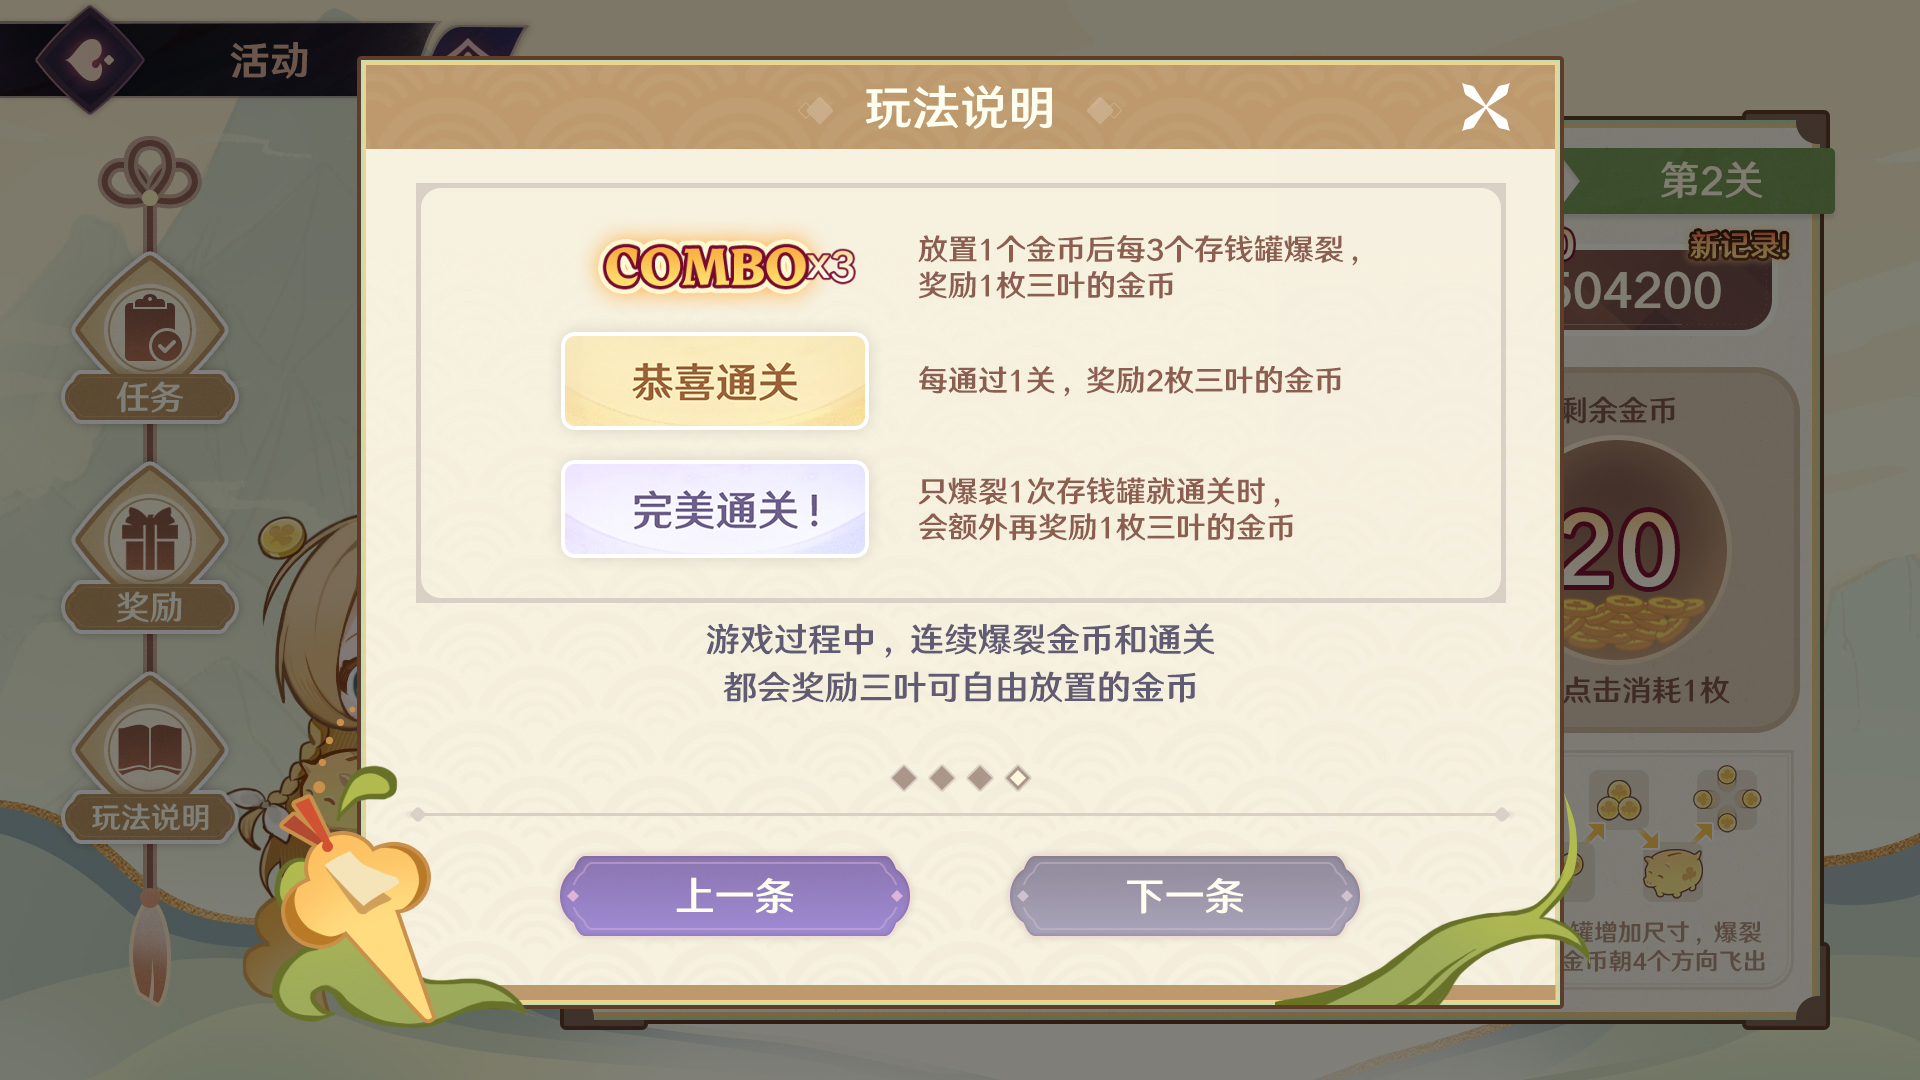 活动
玩法说明
COMBOx3
放置1个金币后每3个存钱罐爆裂，
奖励1枚三叶的金币
恭喜通关
每通过1关，奖励2枚三叶的金币
完美通关！
只爆裂1次存钱罐就通关时，
会额外再奖励1枚三叶的金币
游戏过程中，连续爆裂金币和通关
都会奖励三叶可自由放置的金币
上一条
下一条
任务
奖励
玩法说明
第2关
新记录!
04200
剩余金币
20
点击消耗1枚
罐增加尺寸，爆裂
金币朝4个方向飞出